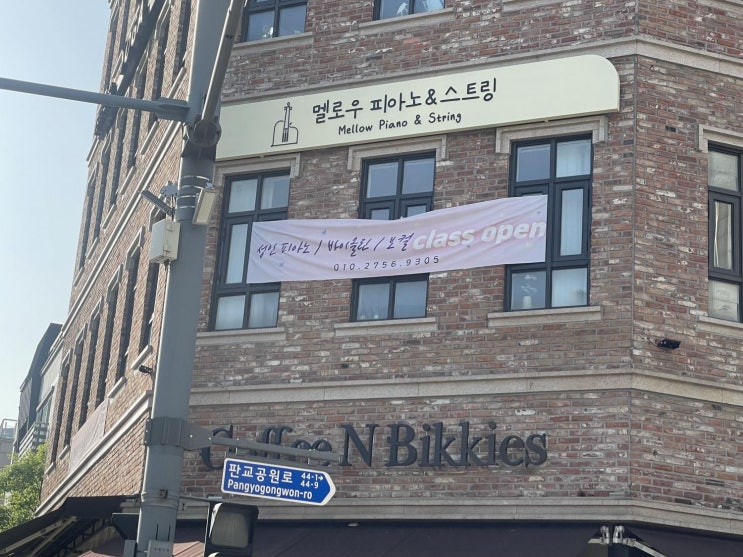 멜로우 피아노&스트링
Mellow Piano & String
성인 피아노 / 바이올린 / 보컬 class open
010.2756.9305
Coffee N Bikkies
판교공원로 44-1
44-9
Pangyogongwon-ro